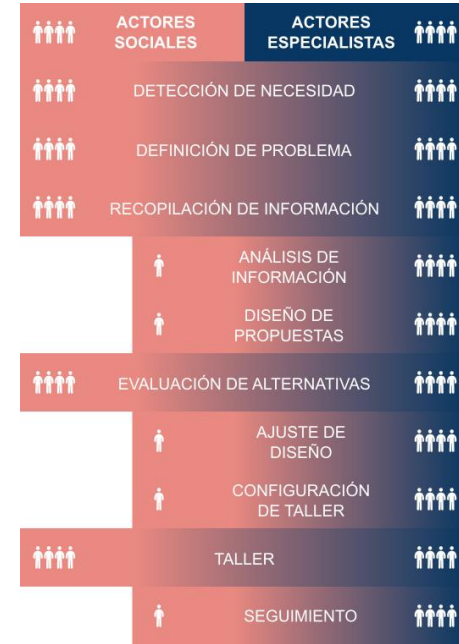 ACTORES
SOCIALES
ACTORES
ESPECIALISTAS
DETECCIÓN DE NECESIDAD
DEFINICIÓN DE PROBLEMA
RECOPILACIÓN DE INFORMACIÓN
ANÁLISIS DE
INFORMACIÓN
DISEÑO DE
PROPUESTAS
EVALUACIÓN DE ALTERNATIVAS
AJUSTE DE
DISEÑO
CONFIGURACIÓN
DE TALLER
TALLER
SEGUIMIENTO